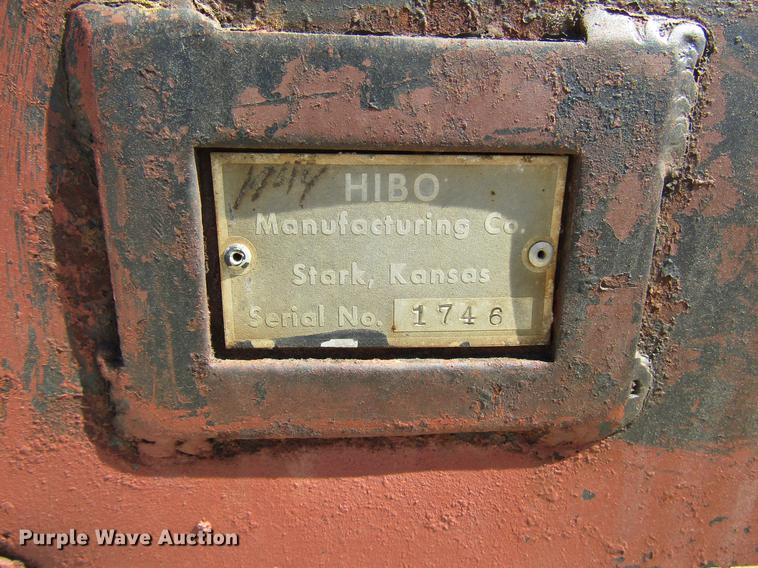 HIBO
Manufacturing Co.
Stark, Kansas
Serial No. 1746
Purple Wave Auction